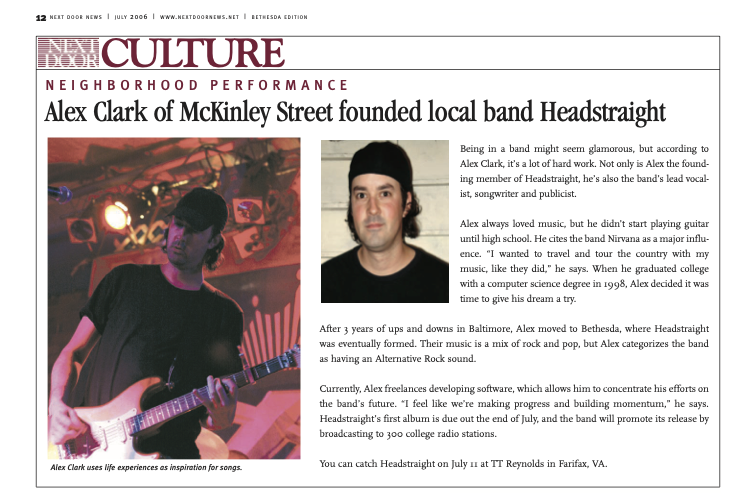 12 NEXT DOOR NEWS | JULY 2006 | WWW.NEXTDOORNEWS.NET | BETHESDA EDITION
NEXT
DOOR CULTURE
NEIGHBORHOOD PERFORMANCE
Alex Clark of McKinley Street founded local band Headstraight
Being in a band might seem glamorous, but according to
Alex Clark, it's a lot of hard work. Not only is Alex the found-
ing member of Headstraight, he's also the band's lead vocal-
ist, songwriter and publicist.
Alex always loved music, but he didn't start playing guitar
until high school. He cites the band Nirvana as a major influ-
ence. “I wanted to travel and tour the country with my
music, like they did,” he says. When he graduated college
with a computer science degree in 1998, Alex decided it was
time to give his dream a try.
After 3 years of ups and downs in Baltimore, Alex moved to Bethesda, where Headstraight
was eventually formed. Their music is a mix of rock and pop, but Alex categorizes the band
as having an Alternative Rock sound.
Currently, Alex freelances developing software, which allows him to concentrate his efforts on
the band's future. “I feel like we're making progress and building momentum,” he says.
Headstraight's first album is due out the end of July, and the band will promote its release by
broadcasting to 300 college radio stations.
You can catch Headstraight on July 11 at TT Reynolds in Farifax, VA.
Alex Clark uses life experiences as inspiration for songs.